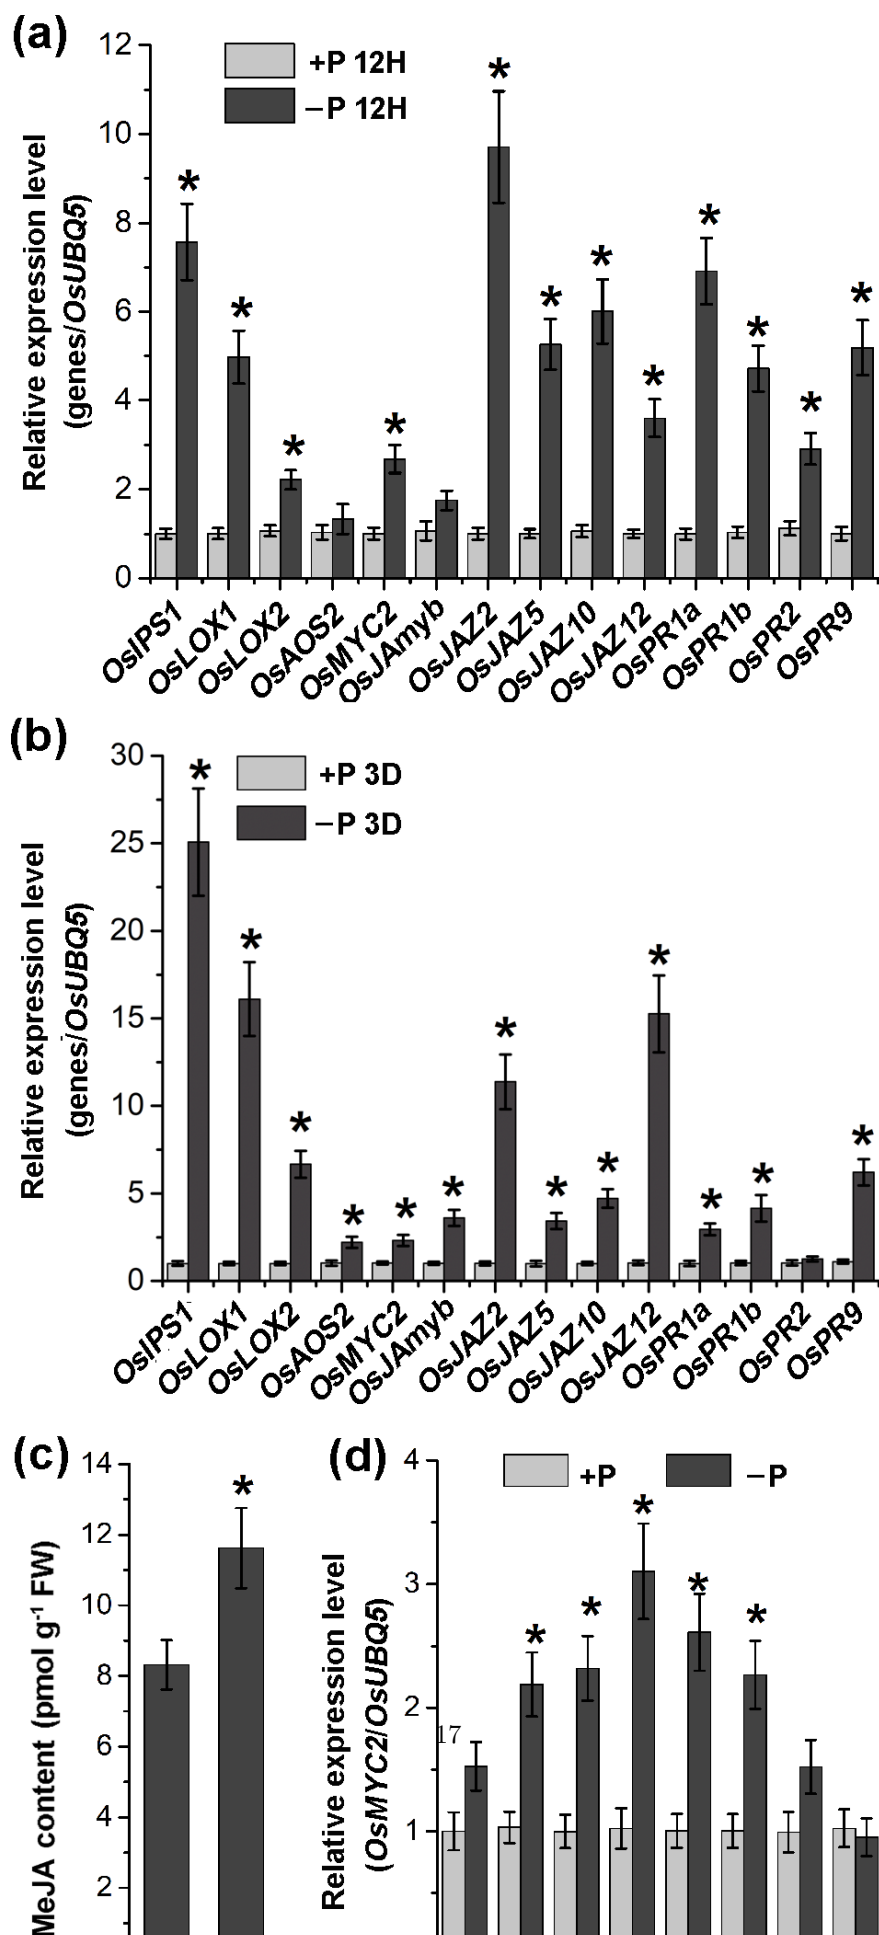 (a)
12
10
8
6
4
2
0
Relative expression level
(genes/OsUBQ5)
+P 12H
−P 12H
*
*
*
*
*
*
*
*
*
*
*
*
OsIPS1
OsLOX1
OsLOX2
OsAOS2
OsMYC2
OsJAmyb
OsJAZ2
OsJAZ5
OsJAZ10
OsJAZ12
OsPR1a
OsPR1b
OsPR2
OsPR9
(b)
30
25
20
15
10
5
0
Relative expression level
(genes/OsUBQ5)
+P 3D
−P 3D
*
*
*
*
*
*
*
*
*
*
*
*
*
OsIPS1
OsLOX1
OsLOX2
OsAOS2
OsMYC2
OsJAmyb
OsJAZ2
OsJAZ5
OsJAZ10
OsJAZ12
OsPR1a
OsPR1b
OsPR2
OsPR9
(c)
14
12
10
8
6
4
2
MeJA content (pmol g⁻¹ FW)
*
(d)
4
3
2
1
Relative expression level
(OsMYC2/OsUBQ5)
+P
−P
*
*
*
*
*
17